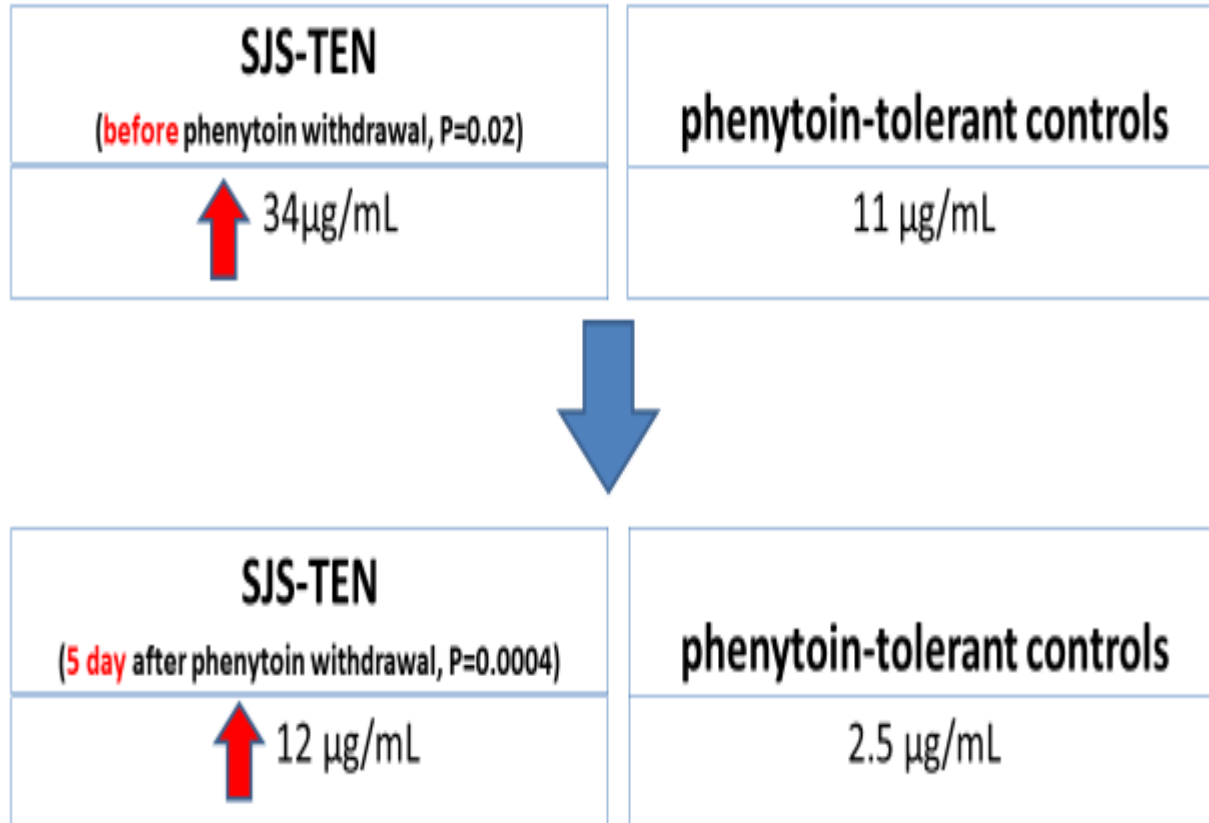 SJS-TEN
(before phenytoin withdrawal, P=0.02)
phenytoin-tolerant controls
34µg/mL
11 µg/mL
SJS-TEN
(5 day after phenytoin withdrawal, P=0.0004)
phenytoin-tolerant controls
12 µg/mL
2.5 µg/mL